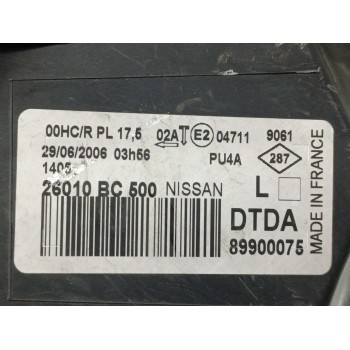 00HC/R PL 17,5 02A E2 04711 9061
29/06/2006 03h56 PU4A 287
1405
26010 BC 500 NISSAN L
DTDA
89900075
MADE IN FRANCE